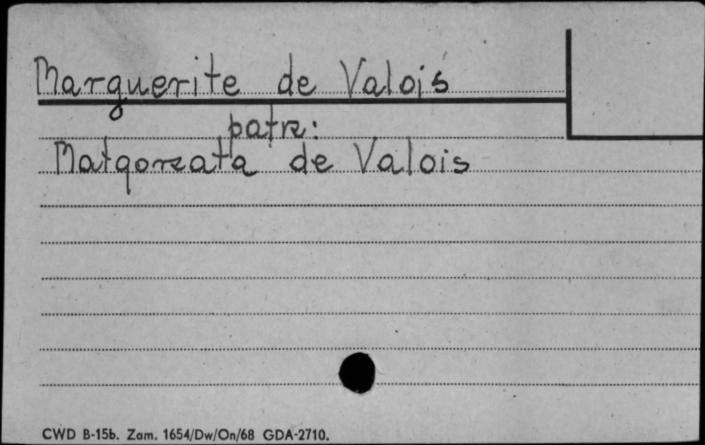 Marguerite de Valois
patrz:
Małgorzata de Valois
CWD B-15b. Zam. 1654/Dw/On/68 GDA-2710.